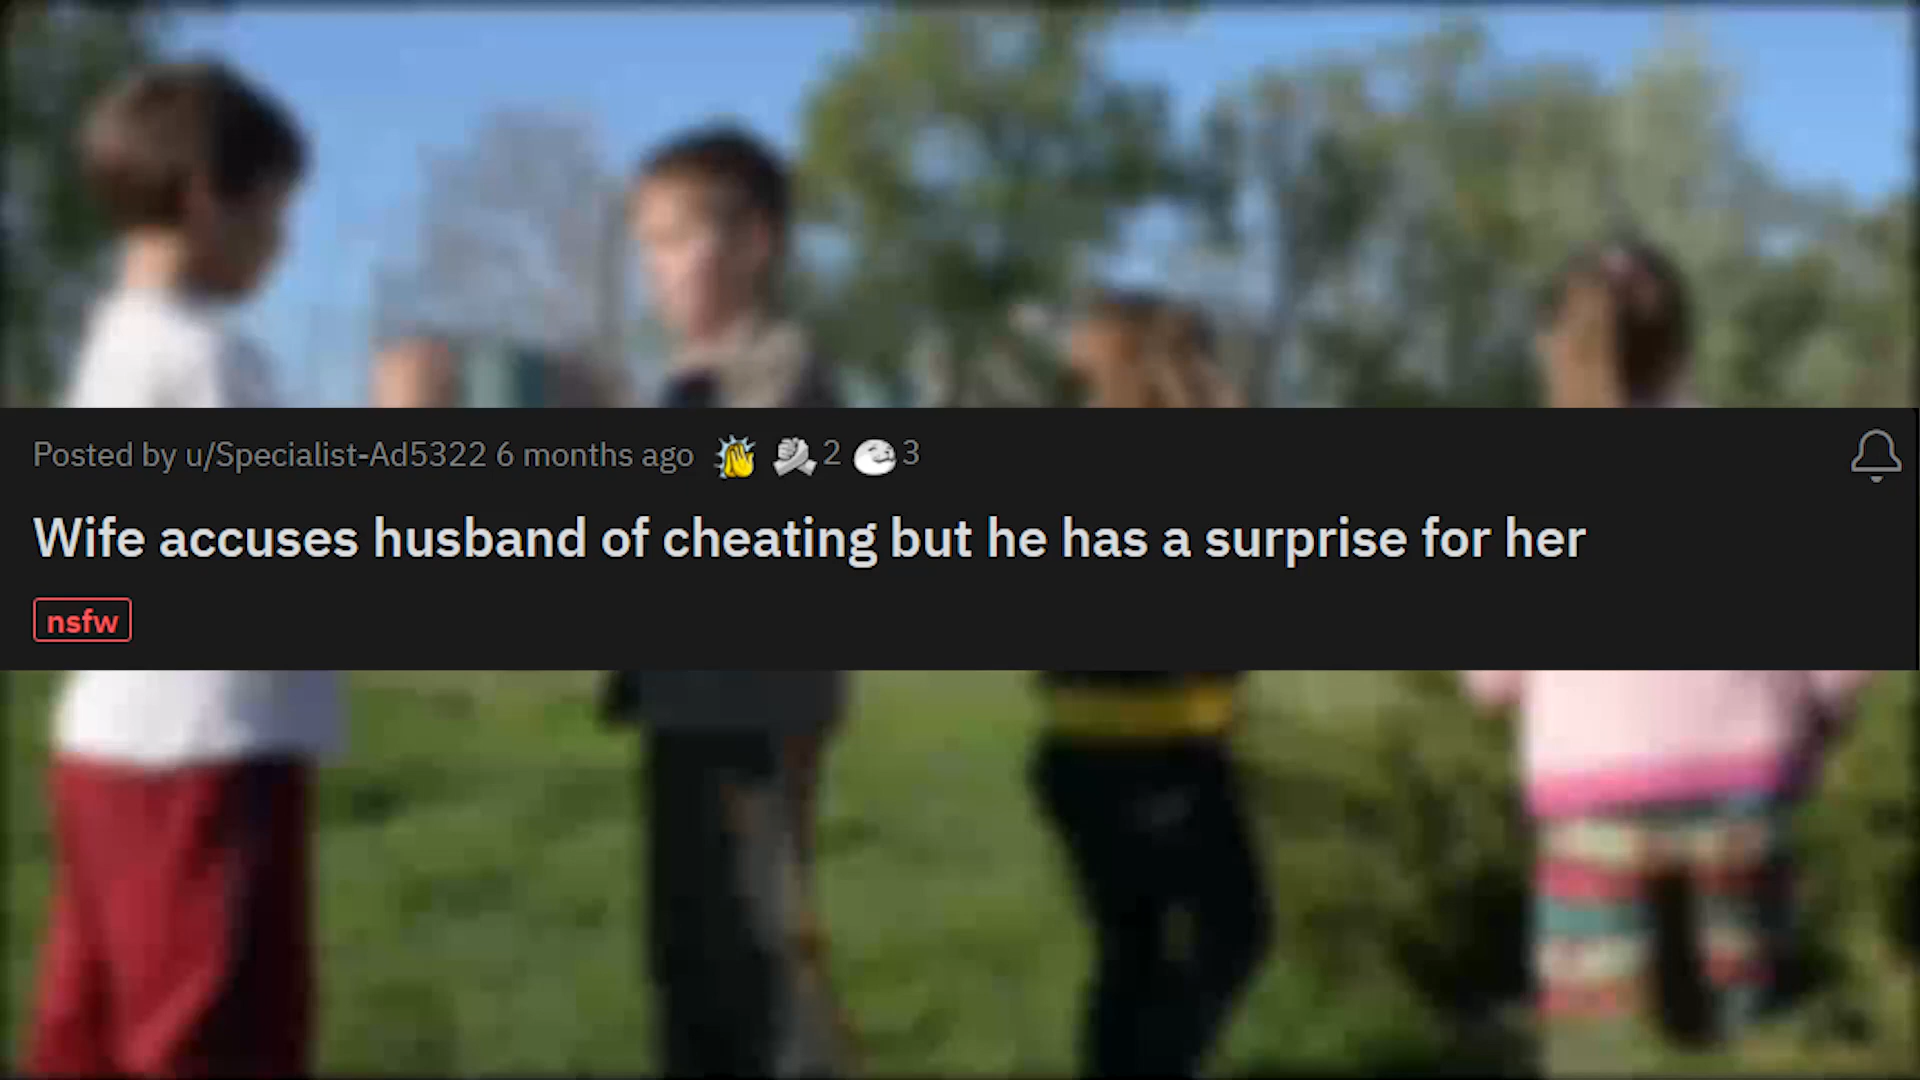 Posted by u/Specialist-Ad5322 6 months ago 2 3
Wife accuses husband of cheating but he has a surprise for her
nsfw